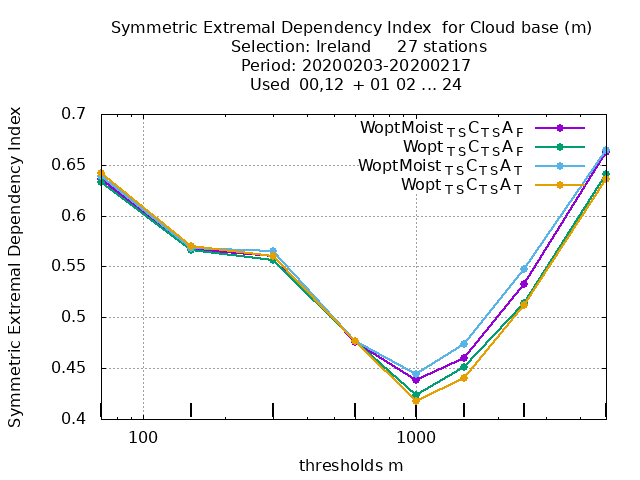 Symmetric Extremal Dependency Index for Cloud base (m)
Selection: Ireland 27 stations
Period: 20200203-20200217
Used 00,12 + 01 02 ... 24
Symmetric Extremal Dependency Index
0.7
0.65
0.6
0.55
0.5
0.45
0.4
WoptMoist TS C TS A F
Wopt TS C TS A F
WoptMoist TS C TS A T
Wopt TS C TS A T
100
1000
thresholds m